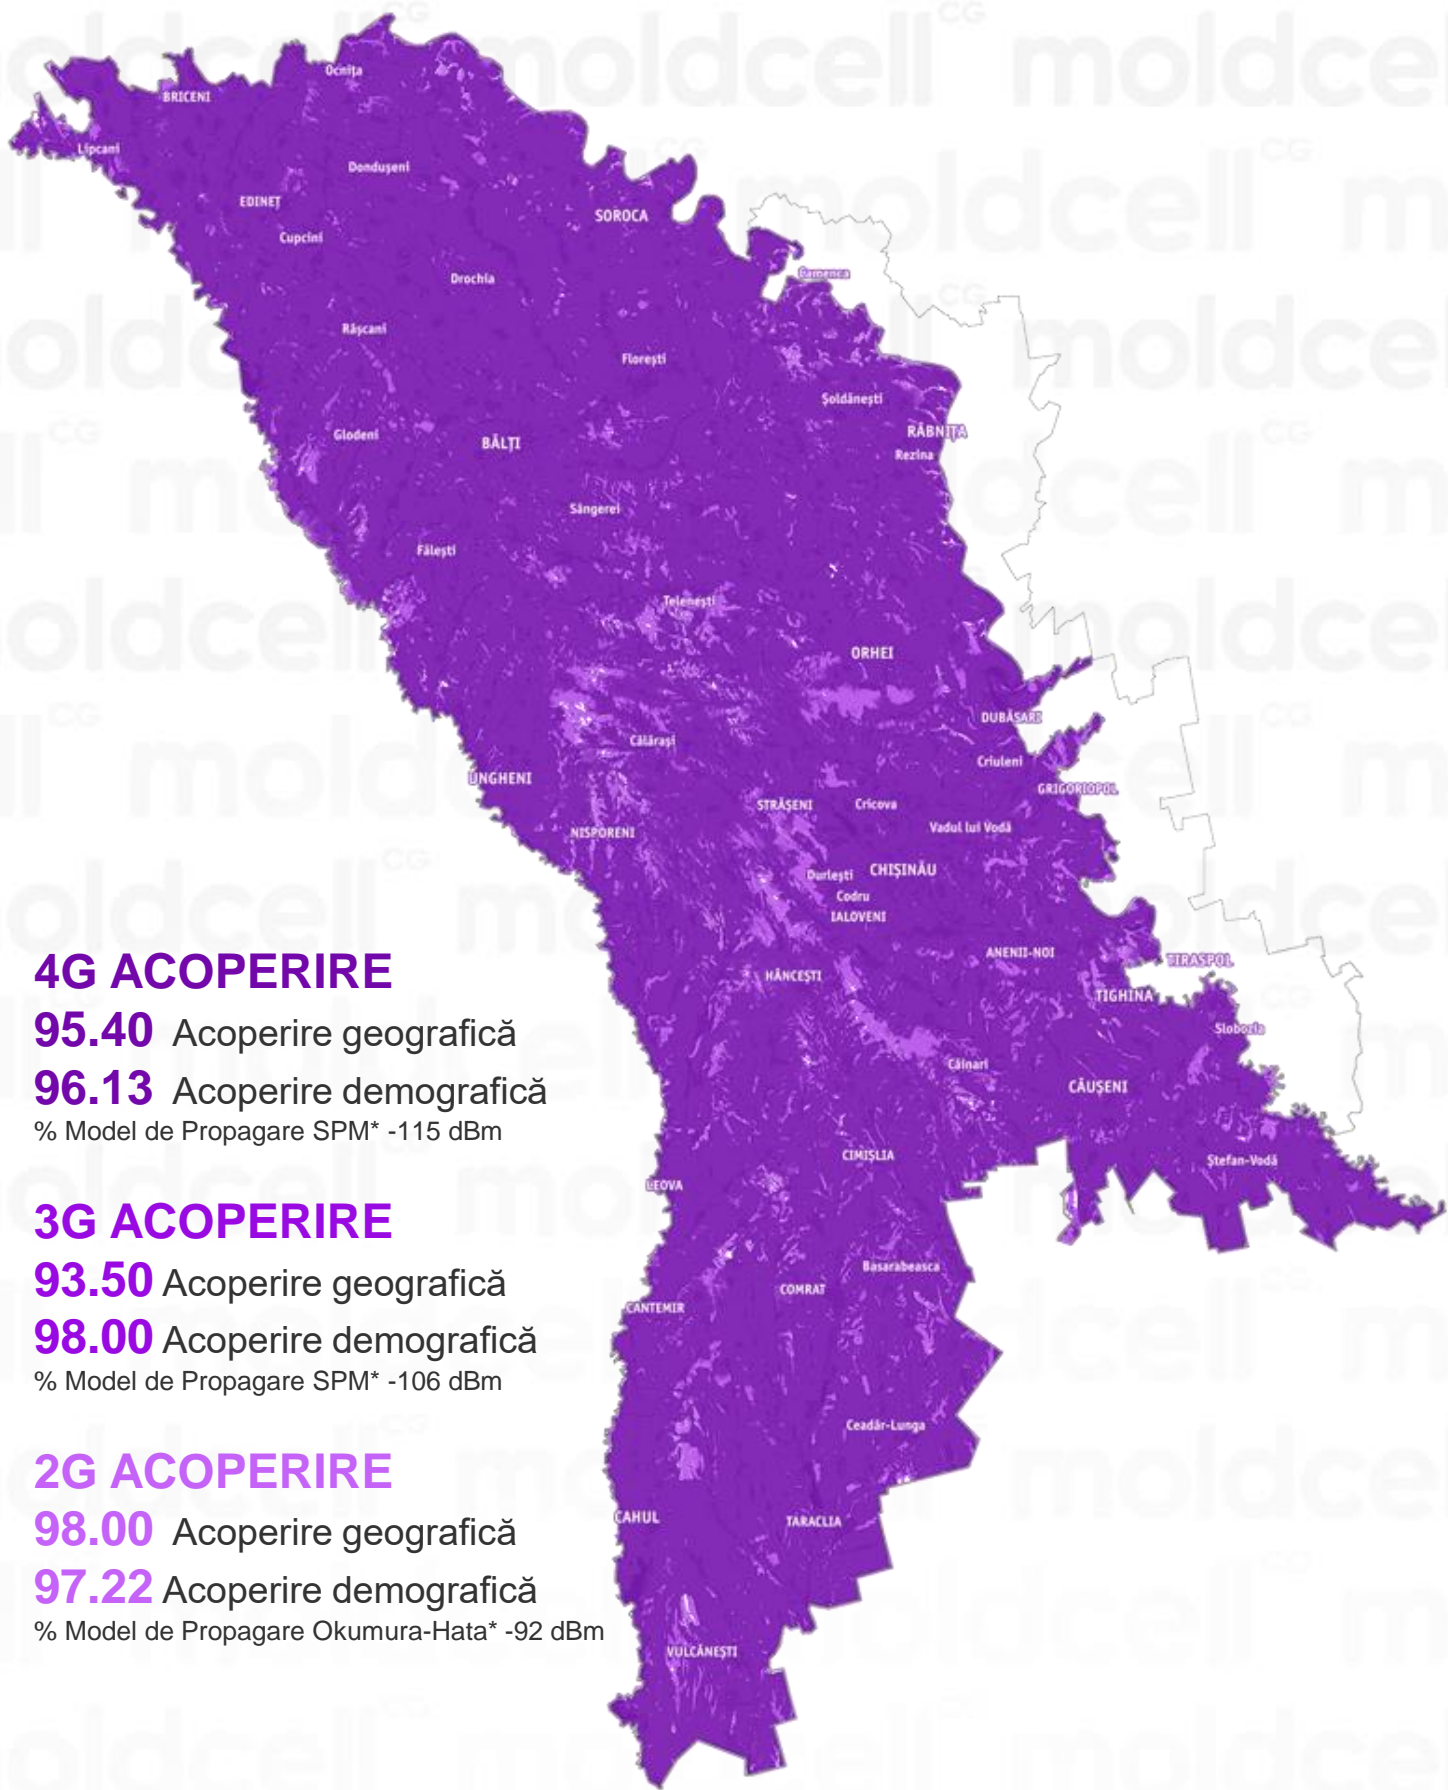 moldcell CG
Ocnița
BRICENI
Lipcani
Dondușeni
EDINEȚ
SOROCA
Cupcini
Camenca
Drochia
Râșcani
Florești
Șoldănești
RÂBNIȚA
Glodeni
BĂLȚI
Rezina
Sângerei
Fălești
Telenești
ORHEI
DUBĂSARI
Călărași
Criuleni
UNGHENI
GRIGORIOPOL
STRĂȘENI
Cricova
Vadul lui Vodă
NISPORENI
Durlești
CHIȘINĂU
Codru
IALOVENI
ANENII-NOI
TIRASPOL
HÂNCEȘTI
TIGHINA
Slobozia
Căinari
CĂUȘENI
CIMIȘLIA
Ștefan-Vodă
LEOVA
Basarabeasca
COMRAT
CANTEMIR
Ceadâr-Lunga
CAHUL
TARACLIA
VULCĂNEȘTI
4G ACOPERIRE
95.40 Acoperire geografică
96.13 Acoperire demografică
% Model de Propagare SPM* -115 dBm
3G ACOPERIRE
93.50 Acoperire geografică
98.00 Acoperire demografică
% Model de Propagare SPM* -106 dBm
2G ACOPERIRE
98.00 Acoperire geografică
97.22 Acoperire demografică
% Model de Propagare Okumura-Hata* -92 dBm